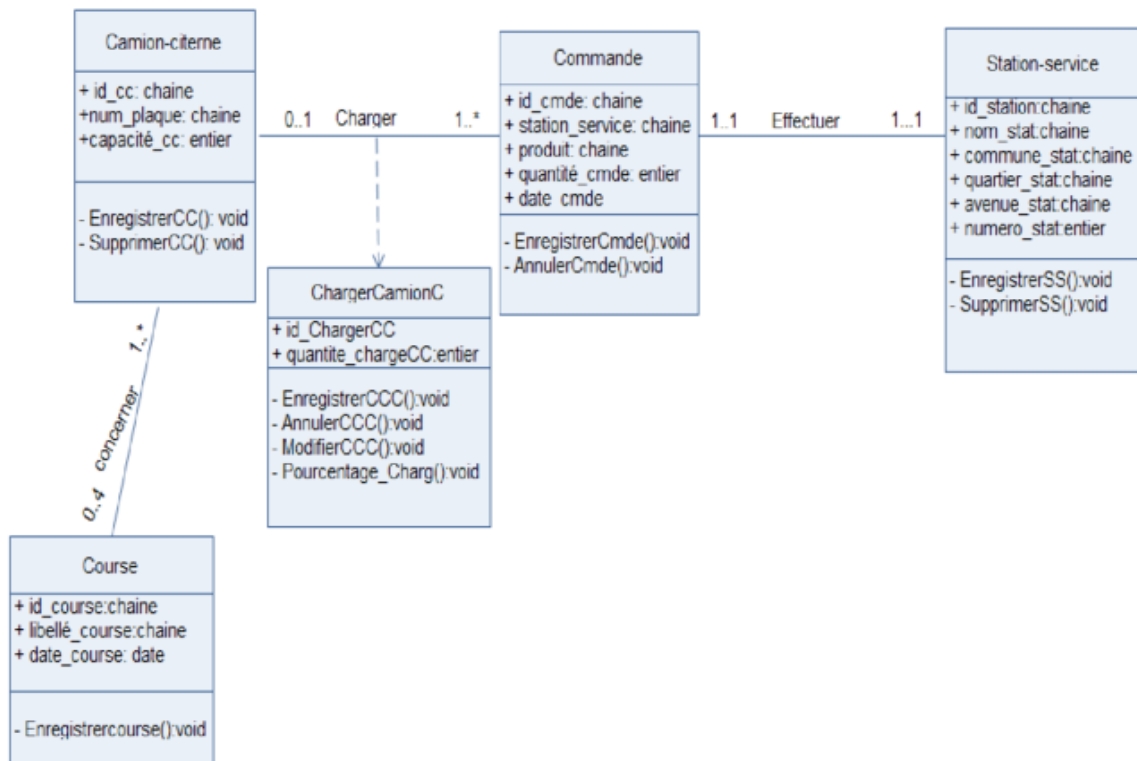 Camion-citerne
+ id_cc: chaine
+num_plaque: chaine
+capacité_cc: entier
- EnregistrerCC(): void
- SupprimerCC(): void
0..1
Charger
1..*
Commande
+ id_cmde: chaine
+ station_service: chaine
+ produit: chaine
+ quantité_cmde: entier
+ date_cmde
- EnregistrerCmde():void
- AnnulerCmde():void
1..1
Effectuer
1...1
Station-service
+ id_station:chaine
+ nom_stat:chaine
+ commune_stat:chaine
+ quartier_stat:chaine
+ avenue_stat:chaine
+ numero_stat:entier
- EnregistrerSS():void
- SupprimerSS():void
ChargerCamionC
+ id_ChargerCC
+ quantite_chargeCC:entier
- EnregistrerCCC():void
- AnnulerCCC():void
- ModifierCCC():void
- Pourcentage_Charg():void
1..*
concerner
0..4
Course
+ id_course:chaine
+ libellé_course:chaine
+ date_course: date
- Enregistrercourse():void